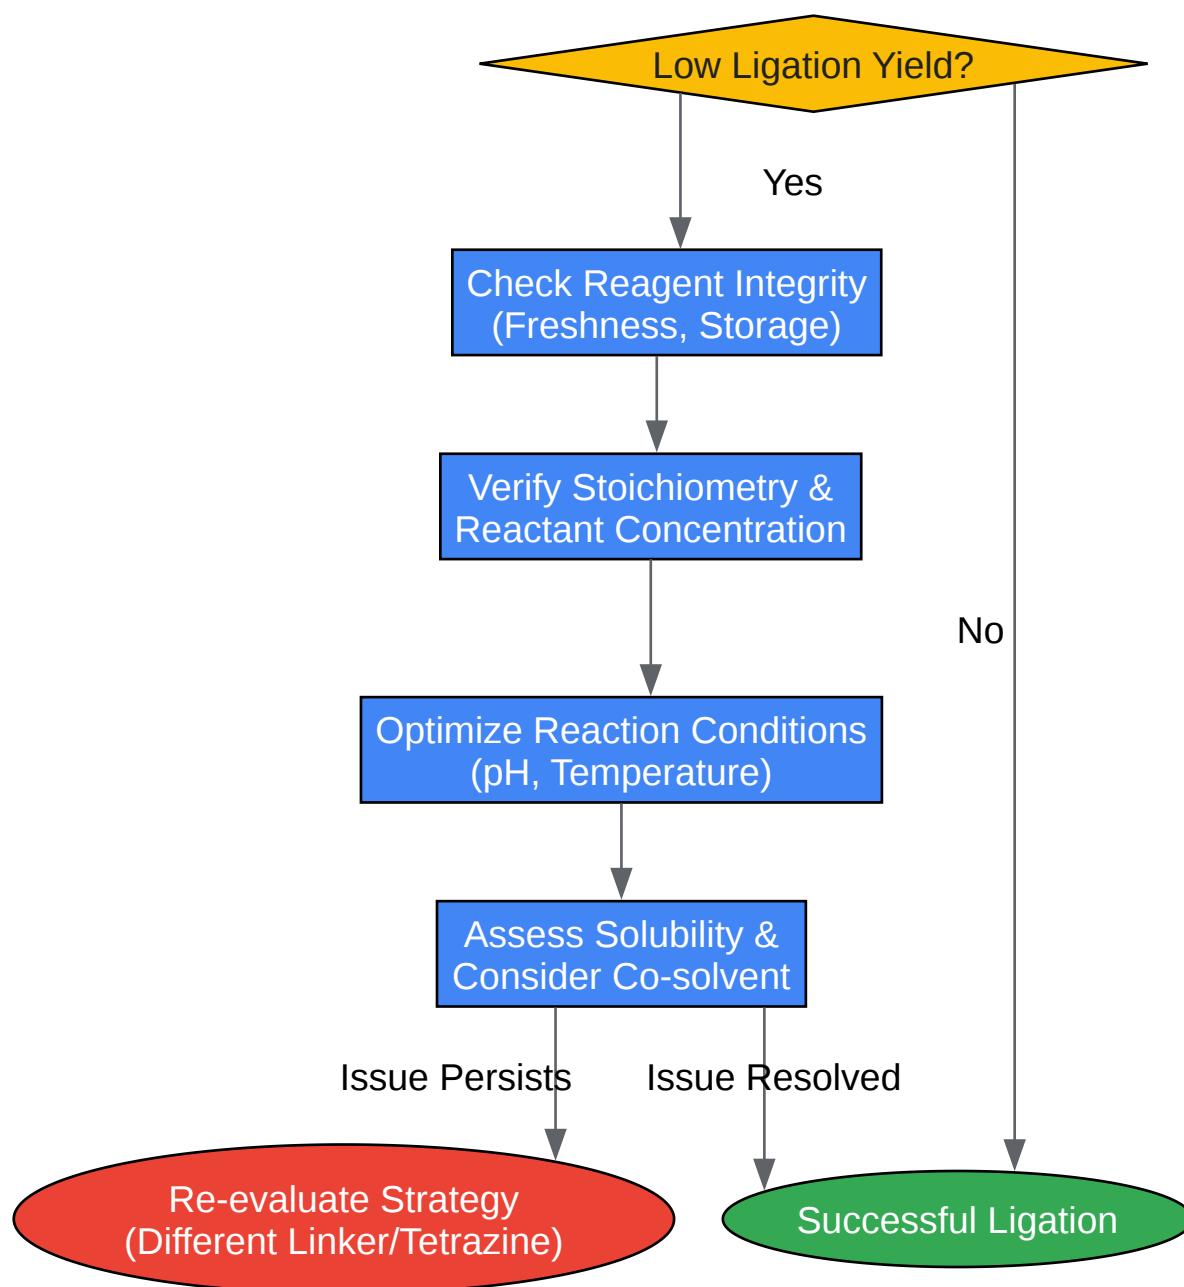 Low Ligation Yield?
Yes
Check Reagent Integrity
(Freshness, Storage)
Verify Stoichiometry &
Reactant Concentration
No
Optimize Reaction Conditions
(pH, Temperature)
Assess Solubility &
Consider Co-solvent
Issue Persists
Issue Resolved
Re-evaluate Strategy
(Different Linker/Tetrazine)
Successful Ligation